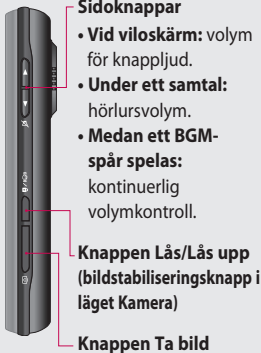 Sidoknappar
• Vid viloskärm: volym
för knappljud.
• Under ett samtal:
hörlursvolym.
• Medan ett BGM-
spår spelas:
kontinuerlig
volymkontroll.
Knappen Lås/Lås upp
(bildstabiliseringsknapp i
läget Kamera)
Knappen Ta bild